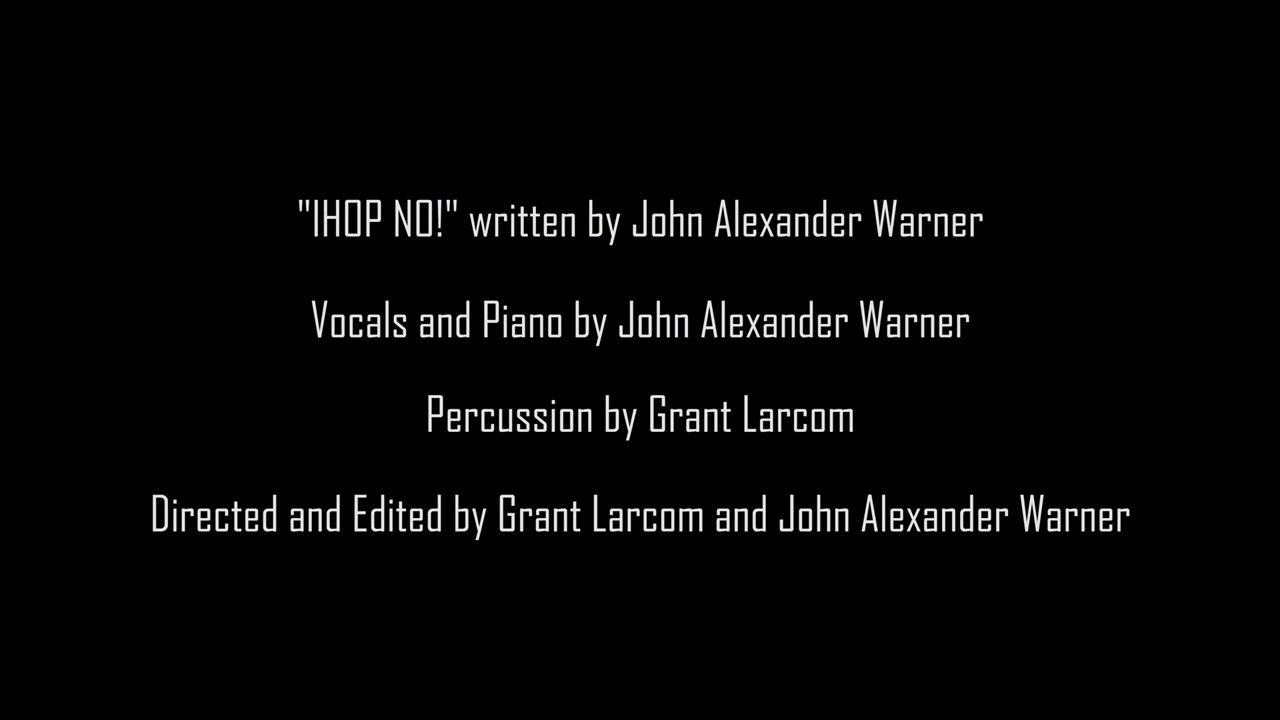 "IHOP NO!" written by John Alexander Warner
Vocals and Piano by John Alexander Warner
Percussion by Grant Larcom
Directed and Edited by Grant Larcom and John Alexander Warner